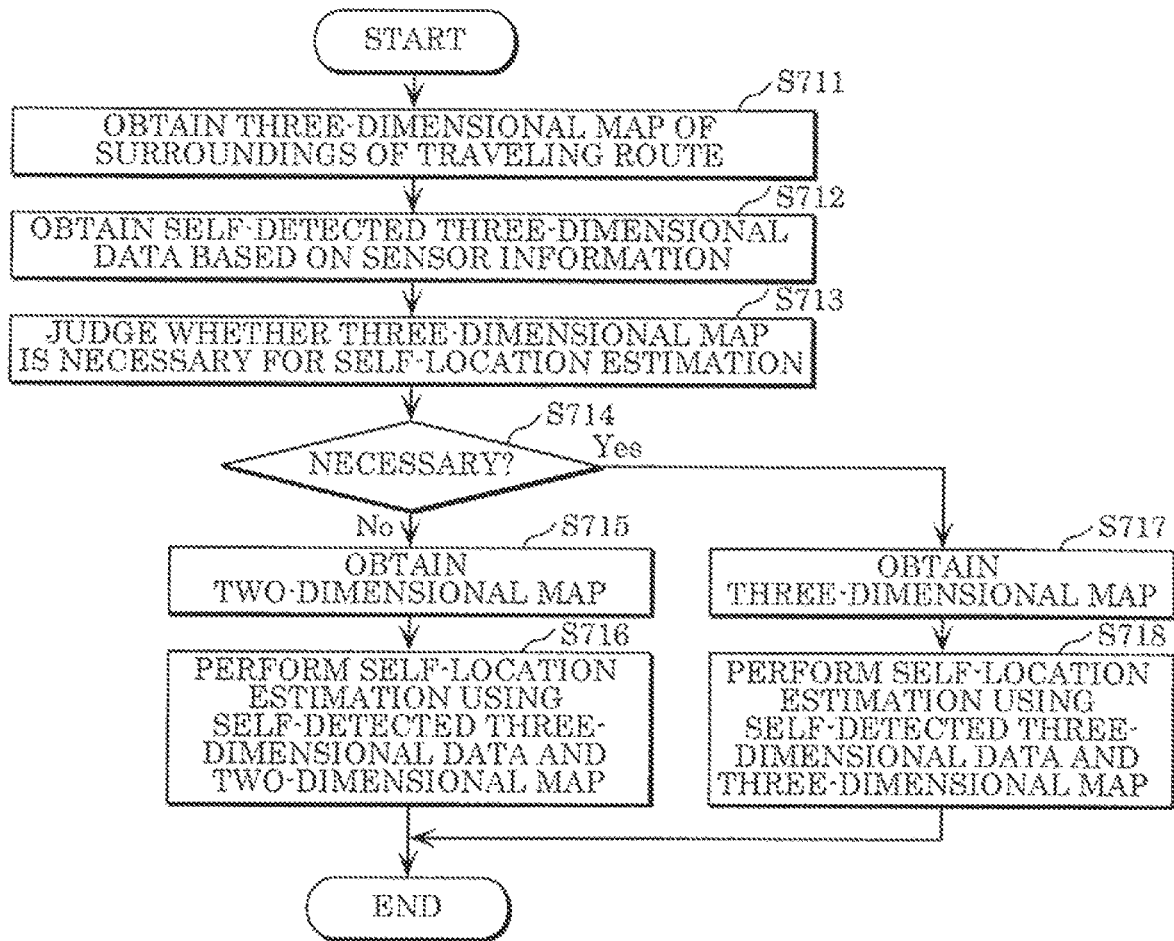 START
S711
OBTAIN THREE-DIMENSIONAL MAP OF
SURROUNDINGS OF TRAVELING ROUTE
S712
OBTAIN SELF-DETECTED THREE-DIMENSIONAL
DATA BASED ON SENSOR INFORMATION
S713
JUDGE WHETHER THREE-DIMENSIONAL MAP
IS NECESSARY FOR SELF-LOCATION ESTIMATION
S714
NECESSARY?
Yes
No
S715
OBTAIN
TWO-DIMENSIONAL MAP
S716
PERFORM SELF-LOCATION
ESTIMATION USING
SELF-DETECTED THREE-
DIMENSIONAL DATA AND
TWO-DIMENSIONAL MAP
S717
OBTAIN
THREE-DIMENSIONAL MAP
S718
PERFORM SELF-LOCATION
ESTIMATION USING
SELF-DETECTED THREE-
DIMENSIONAL DATA AND
THREE-DIMENSIONAL MAP
END